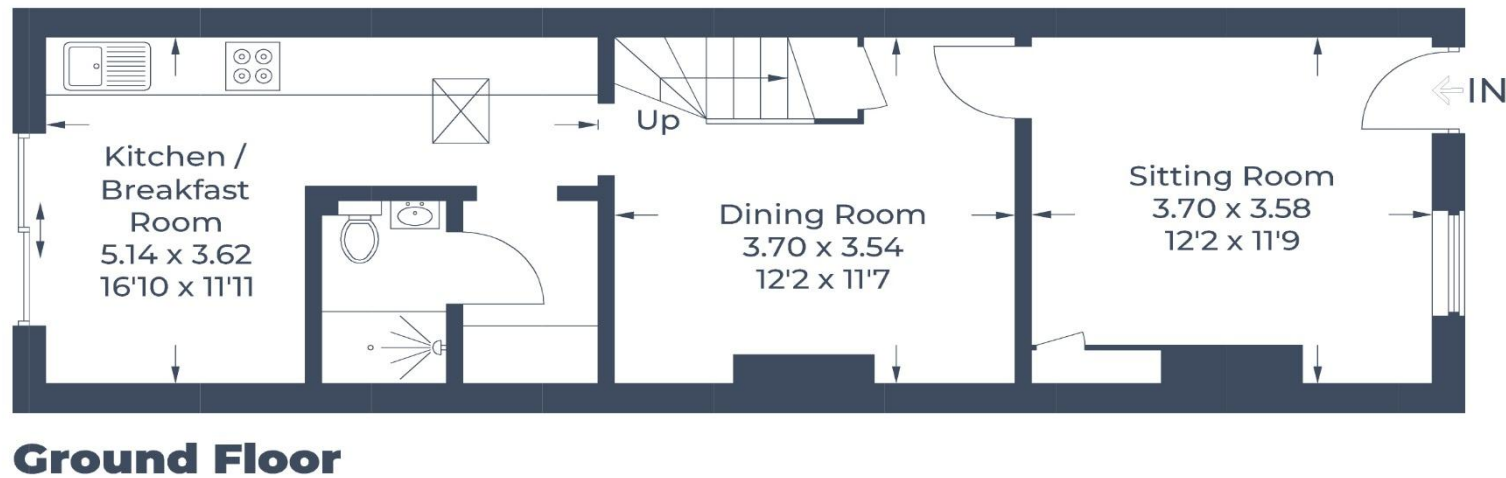 Kitchen /
Breakfast
Room
5.14 x 3.62
16'10 x 11'11
Up
Dining Room
3.70 x 3.54
12'2 x 11'7
Sitting Room
3.70 x 3.58
12'2 x 11'9
IN
Ground Floor